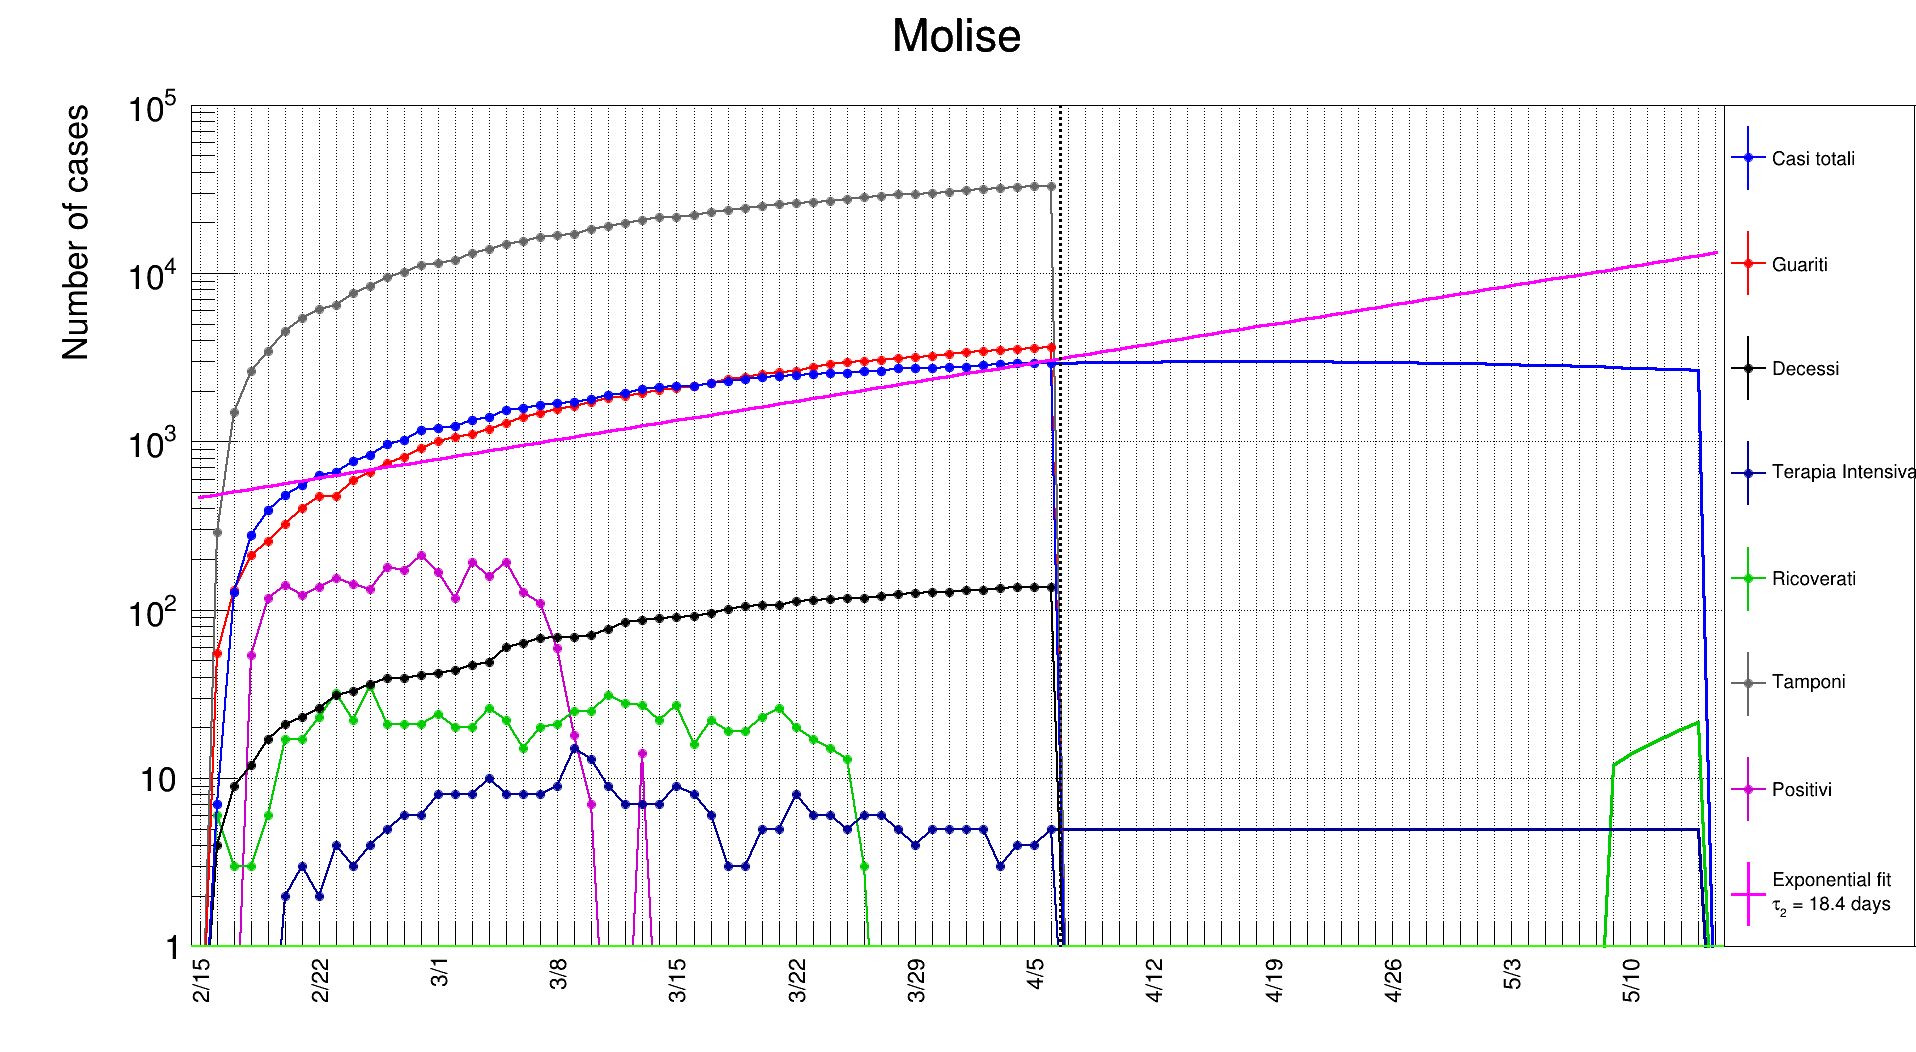 Molise
Number of cases
10^5
10^4
10^3
10^2
10
1
2/15
2/22
3/1
3/8
3/15
3/22
3/29
4/5
4/12
4/19
4/26
5/3
5/10
Casi totali
Guariti
Decessi
Terapia Intensiva
Ricoverati
Tamponi
Positivi
Exponential fit
τ_2 = 18.4 days